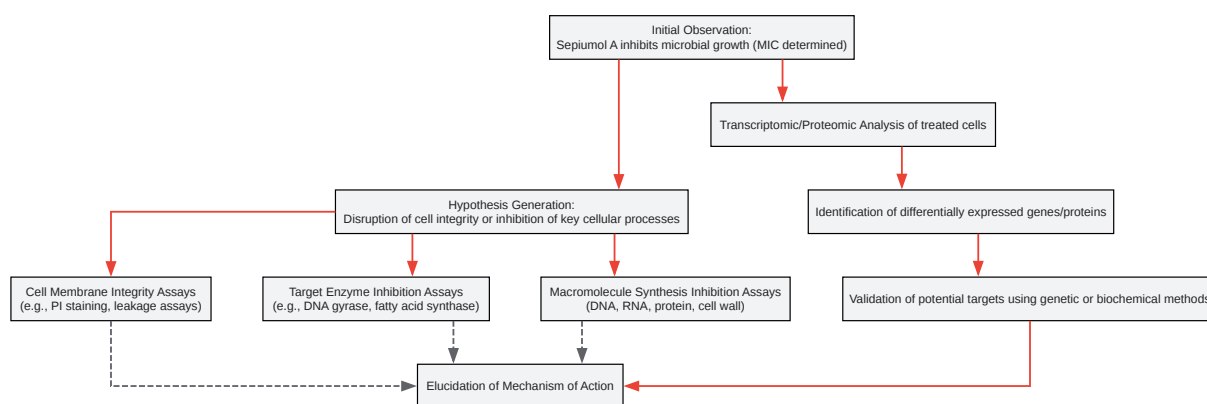 Initial Observation:
Sepiumol A inhibits microbial growth (MIC determined)
Transcriptomic/Proteomic Analysis of treated cells
Hypothesis Generation:
Disruption of cell integrity or inhibition of key cellular processes
Identification of differentially expressed genes/proteins
Cell Membrane Integrity Assays
(e.g., PI staining, leakage assays)
Target Enzyme Inhibition Assays
(e.g., DNA gyrase, fatty acid synthase)
Macromolecule Synthesis Inhibition Assays
(DNA, RNA, protein, cell wall)
Validation of potential targets using genetic or biochemical methods
Elucidation of Mechanism of Action